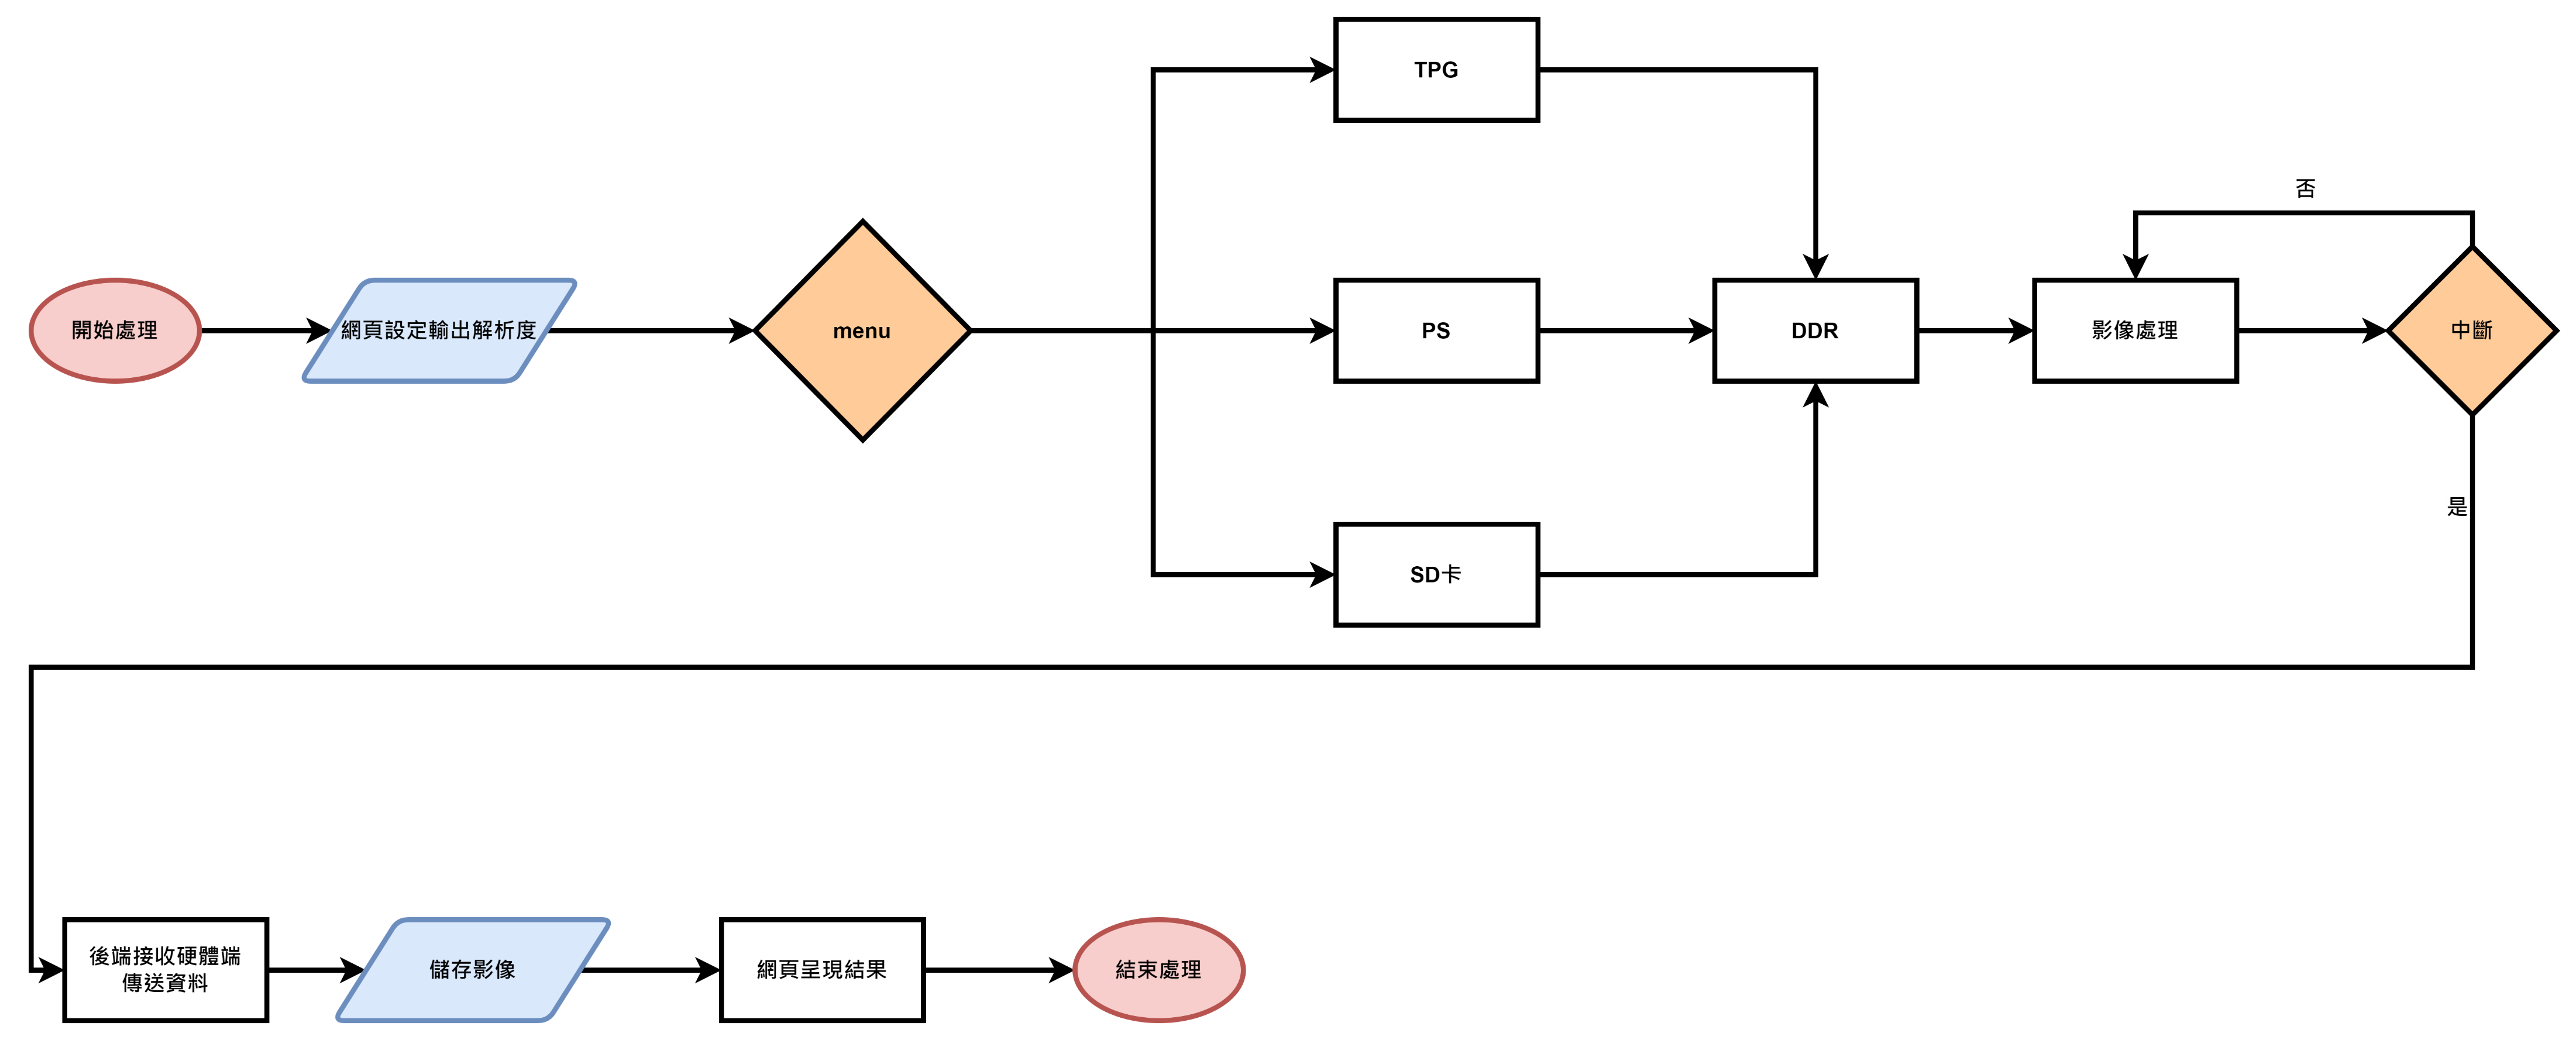 開始處理
網頁設定輸出解析度
menu
TPG
PS
SD卡
DDR
影像處理
否
中斷
是
後端接收硬體端
傳送資料
儲存影像
網頁呈現結果
結束處理